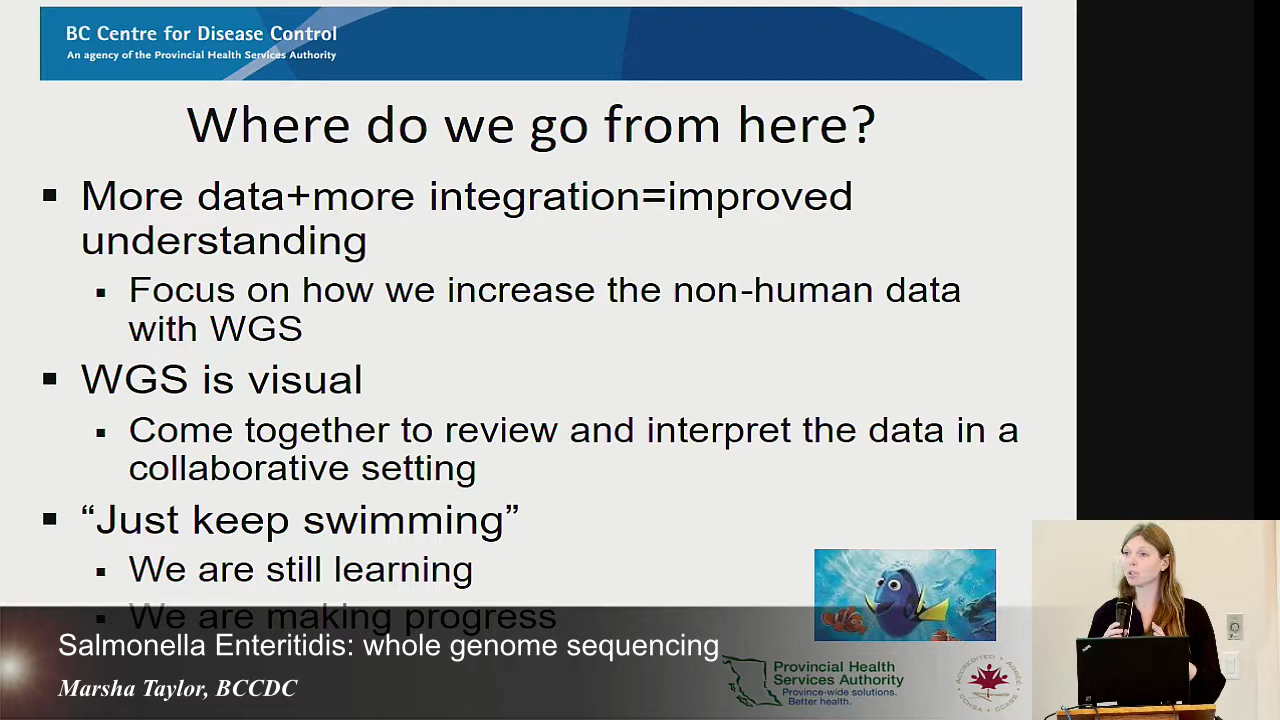 BC Centre for Disease Control
An agency of the Provincial Health Services Authority
Where do we go from here?
More data+more integration=improved
understanding
Focus on how we increase the non-human data
with WGS
WGS is visual
Come together to review and interpret the data in a
collaborative setting
“Just keep swimming”
We are still learning
We are making progress
Salmonella Enteritidis: whole genome sequencing
Marsha Taylor, BCCDC
Provincial Health
Services Authority
Province-wide solutions.
Better health.